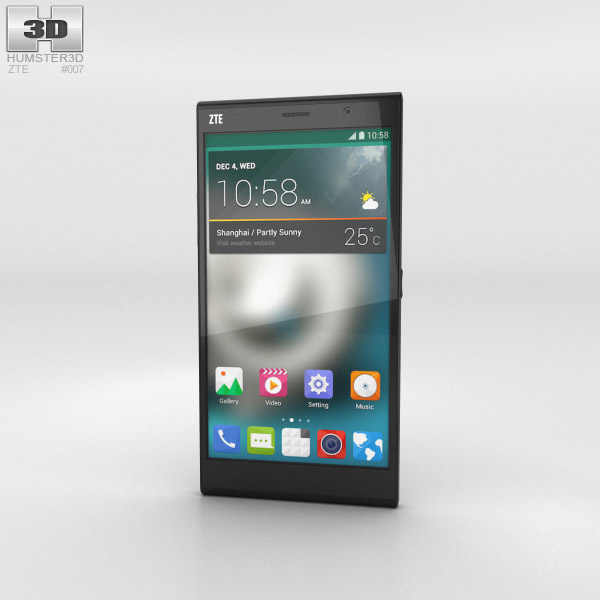 3D
HUMSTER3D
ZTE #007
ZTE
10:58
DEC 4, WED
10:58 AM
Shanghai / Partly Sunny
Visit weather website
25°c
Gallery Video Setting Music